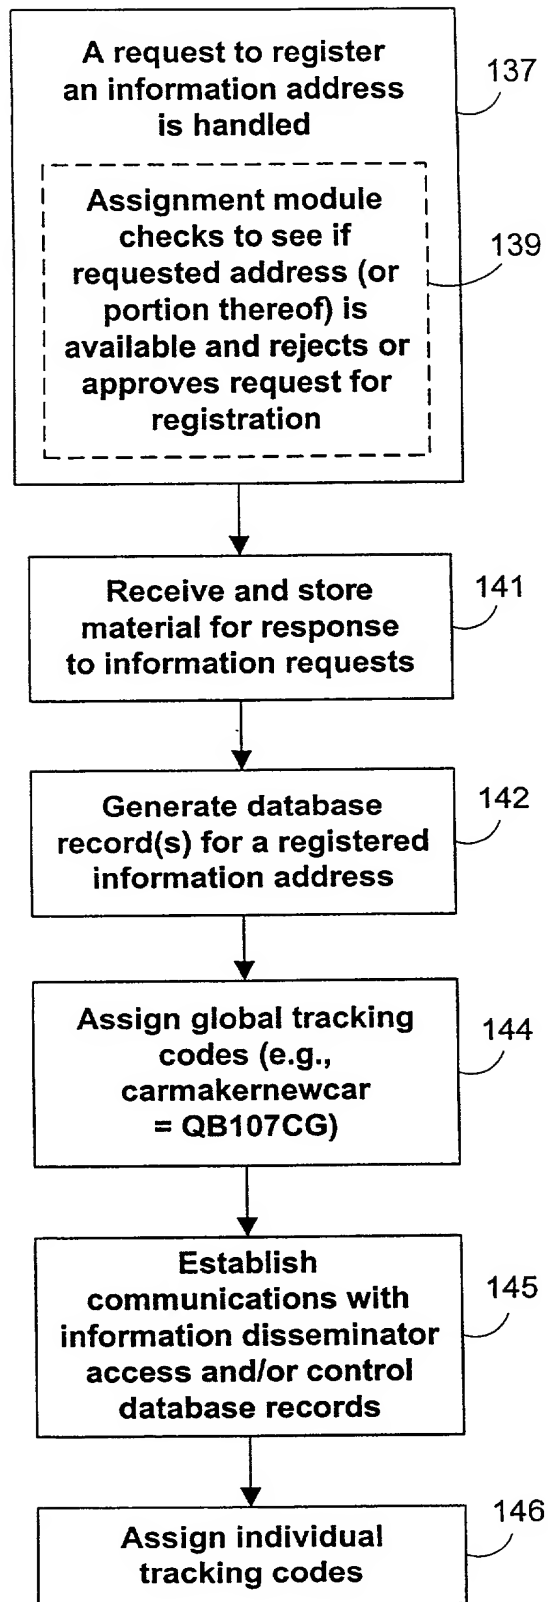 A request to register
an information address
is handled
137
Assignment module
checks to see if
requested address (or
portion thereof) is
available and rejects or
approves request for
registration
139
Receive and store
material for response
to information requests
141
Generate database
record(s) for a registered
information address
142
Assign global tracking
codes (e.g.,
carmakernewcar
= QB107CG)
144
Establish
communications with
information disseminator
access and/or control
database records
145
Assign individual
tracking codes
146